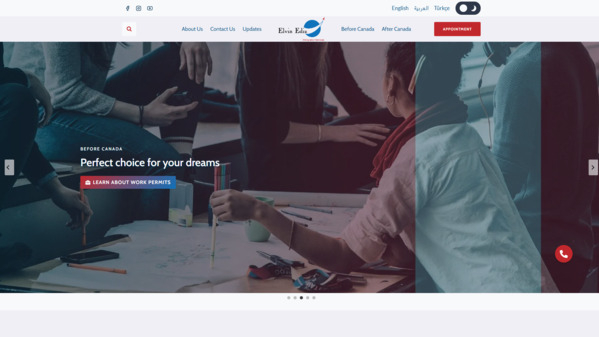 English العربية Türkçe
About Us Contact Us Updates
Elvin Eden
Before Canada After Canada
APPOINTMENT
BEFORE CANADA
Perfect choice for your dreams
LEARN ABOUT WORK PERMITS